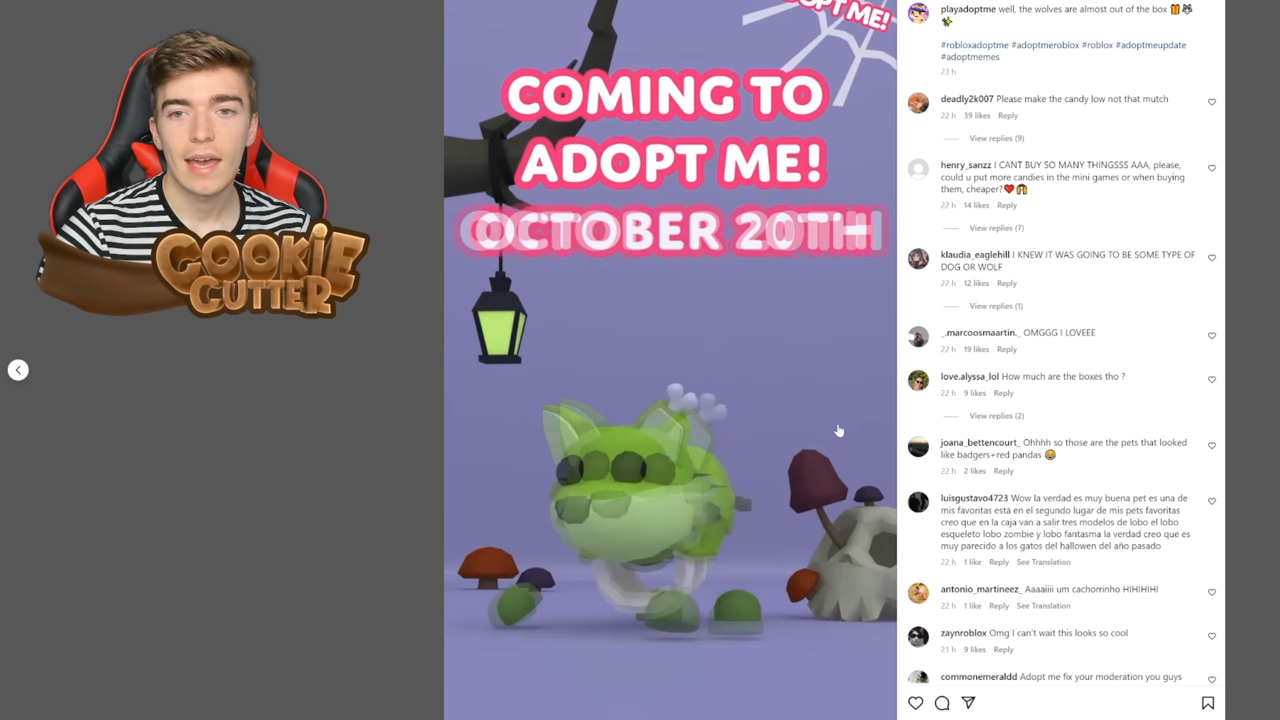 COOKIE
CUTTER
OPT ME!
COMING TO
ADOPT ME!
OCTOBER 20TH
playadoptme well, the wolves are almost out of the box 🎁🐺
✨
#robloxadoptme #adoptmeroblox #roblox #adoptmeupdate
#adoptmemes
23 h
deadly2k007 Please make the candy low not that mutch
22 h 39 likes Reply
View replies (9)
henry_sanzz I CANT BUY SO MANY THINGSSS AAA, please,
could u put more candies in the mini games or when buying
them, cheaper?❤️🙌
22 h 14 likes Reply
View replies (7)
klaudia_eaglehill I KNEW IT WAS GOING TO BE SOME TYPE OF
DOG OR WOLF
22 h 12 likes Reply
View replies (1)
_.marcoosmaartin._ OMGGG I LOVEEE
22 h 19 likes Reply
love.alyssa_lol How much are the boxes tho ?
22 h 9 likes Reply
View replies (2)
joana_bettencourt_ Ohhhh so those are the pets that looked
like badgers+red pandas 😂
22 h 2 likes Reply
luisgustavo4723 Wow la verdad es muy buena pet es una de
mis favoritas está en el segundo lugar de mis pets favoritas
creo que en la caja van a salir tres modelos de lobo el lobo
esqueleto lobo zombie y lobo fantasma la verdad creo que es
muy parecido a los gatos del hallowen del año pasado
22 h 1 like Reply See Translation
antonio_martineez_ Aaaaiiii um cachorrinho HIHIHIHI
22 h 1 like Reply See Translation
zaynroblox Omg I can't wait this looks so cool
21 h 9 likes Reply
commonemeraldd Adopt me fix your moderation you guys